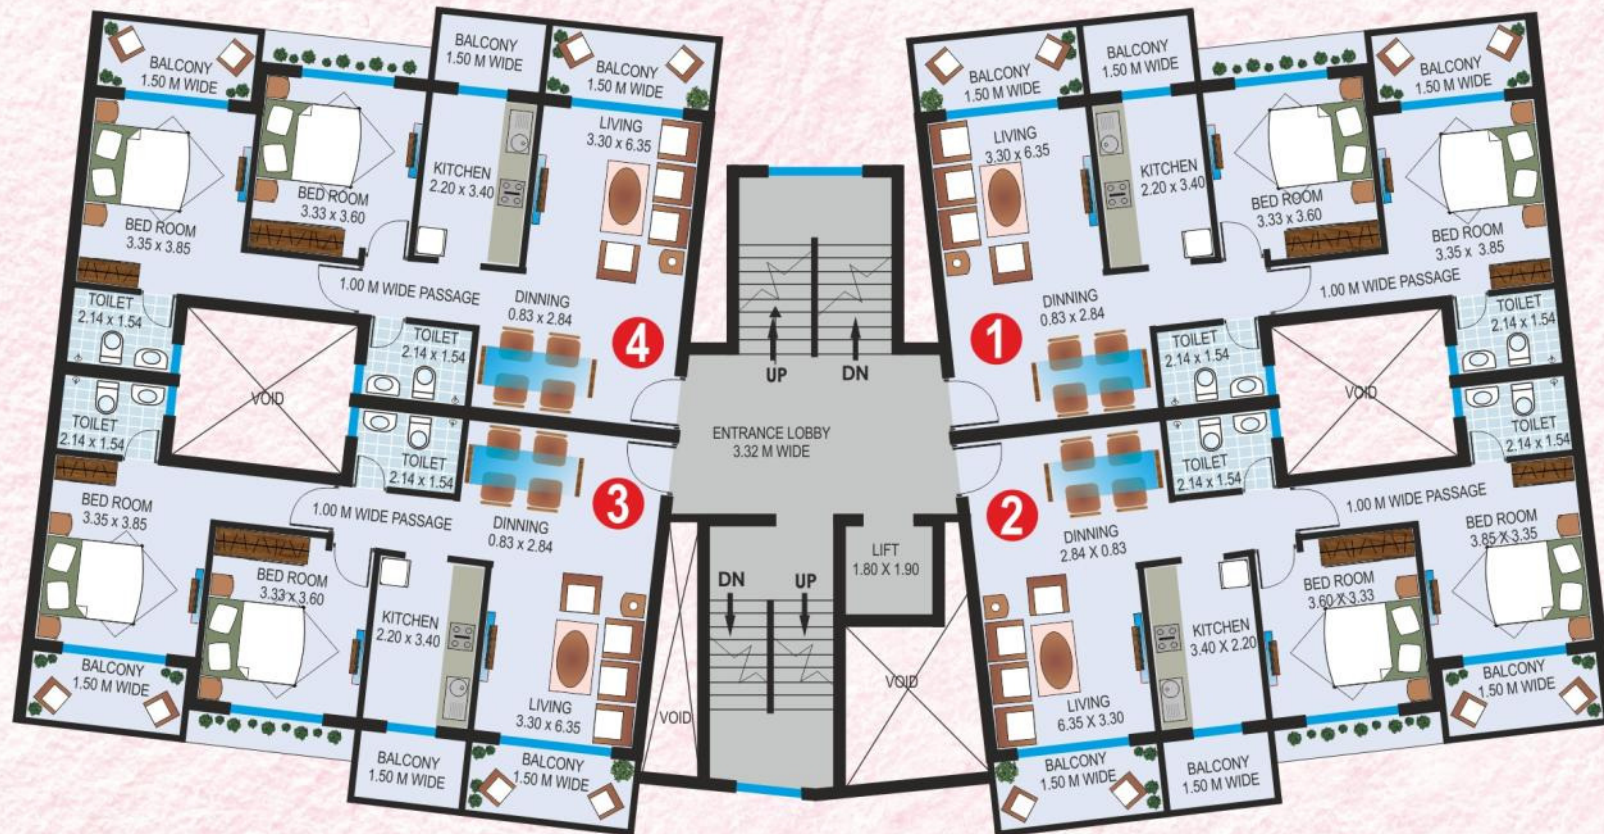 BALCONY
1.50 M WIDE
BALCONY
1.50 M WIDE
BALCONY
1.50 M WIDE
LIVING
3.30 x 6.35
KITCHEN
2.20 x 3.40
BED ROOM
3.33 x 3.60
BED ROOM
3.35 x 3.85
1.00 M WIDE PASSAGE
DINNING
0.83 x 2.84
TOILET
2.14 x 1.54
TOILET
2.14 x 1.54
4
VOID
BALCONY
1.50 M WIDE
BALCONY
1.50 M WIDE
BALCONY
1.50 M WIDE
LIVING
3.30 x 6.35
KITCHEN
2.20 x 3.40
BED ROOM
3.33 x 3.60
BED ROOM
3.35 x 3.85
1.00 M WIDE PASSAGE
DINNING
0.83 x 2.84
1
TOILET
2.14 x 1.54
TOILET
2.14 x 1.54
VOID
UP
DN
ENTRANCE LOBBY
3.32 M WIDE
TOILET
2.14 x 1.54
TOILET
2.14 x 1.54
BED ROOM
3.35 x 3.85
1.00 M WIDE PASSAGE
DINNING
0.83 x 2.84
3
BED ROOM
3.33 x 3.60
KITCHEN
2.20 x 3.40
LIVING
3.30 x 6.35
BALCONY
1.50 M WIDE
BALCONY
1.50 M WIDE
BALCONY
1.50 M WIDE
VOID
DN
UP
LIFT
1.80 X 1.90
VOID
TOILET
2.14 x 1.54
TOILET
2.14 x 1.54
2
DINNING
2.84 X 0.83
1.00 M WIDE PASSAGE
BED ROOM
3.85 X 3.35
BED ROOM
3.60 X 3.33
KITCHEN
3.40 X 2.20
LIVING
6.35 X 3.30
BALCONY
1.50 M WIDE
BALCONY
1.50 M WIDE
BALCONY
1.50 M WIDE